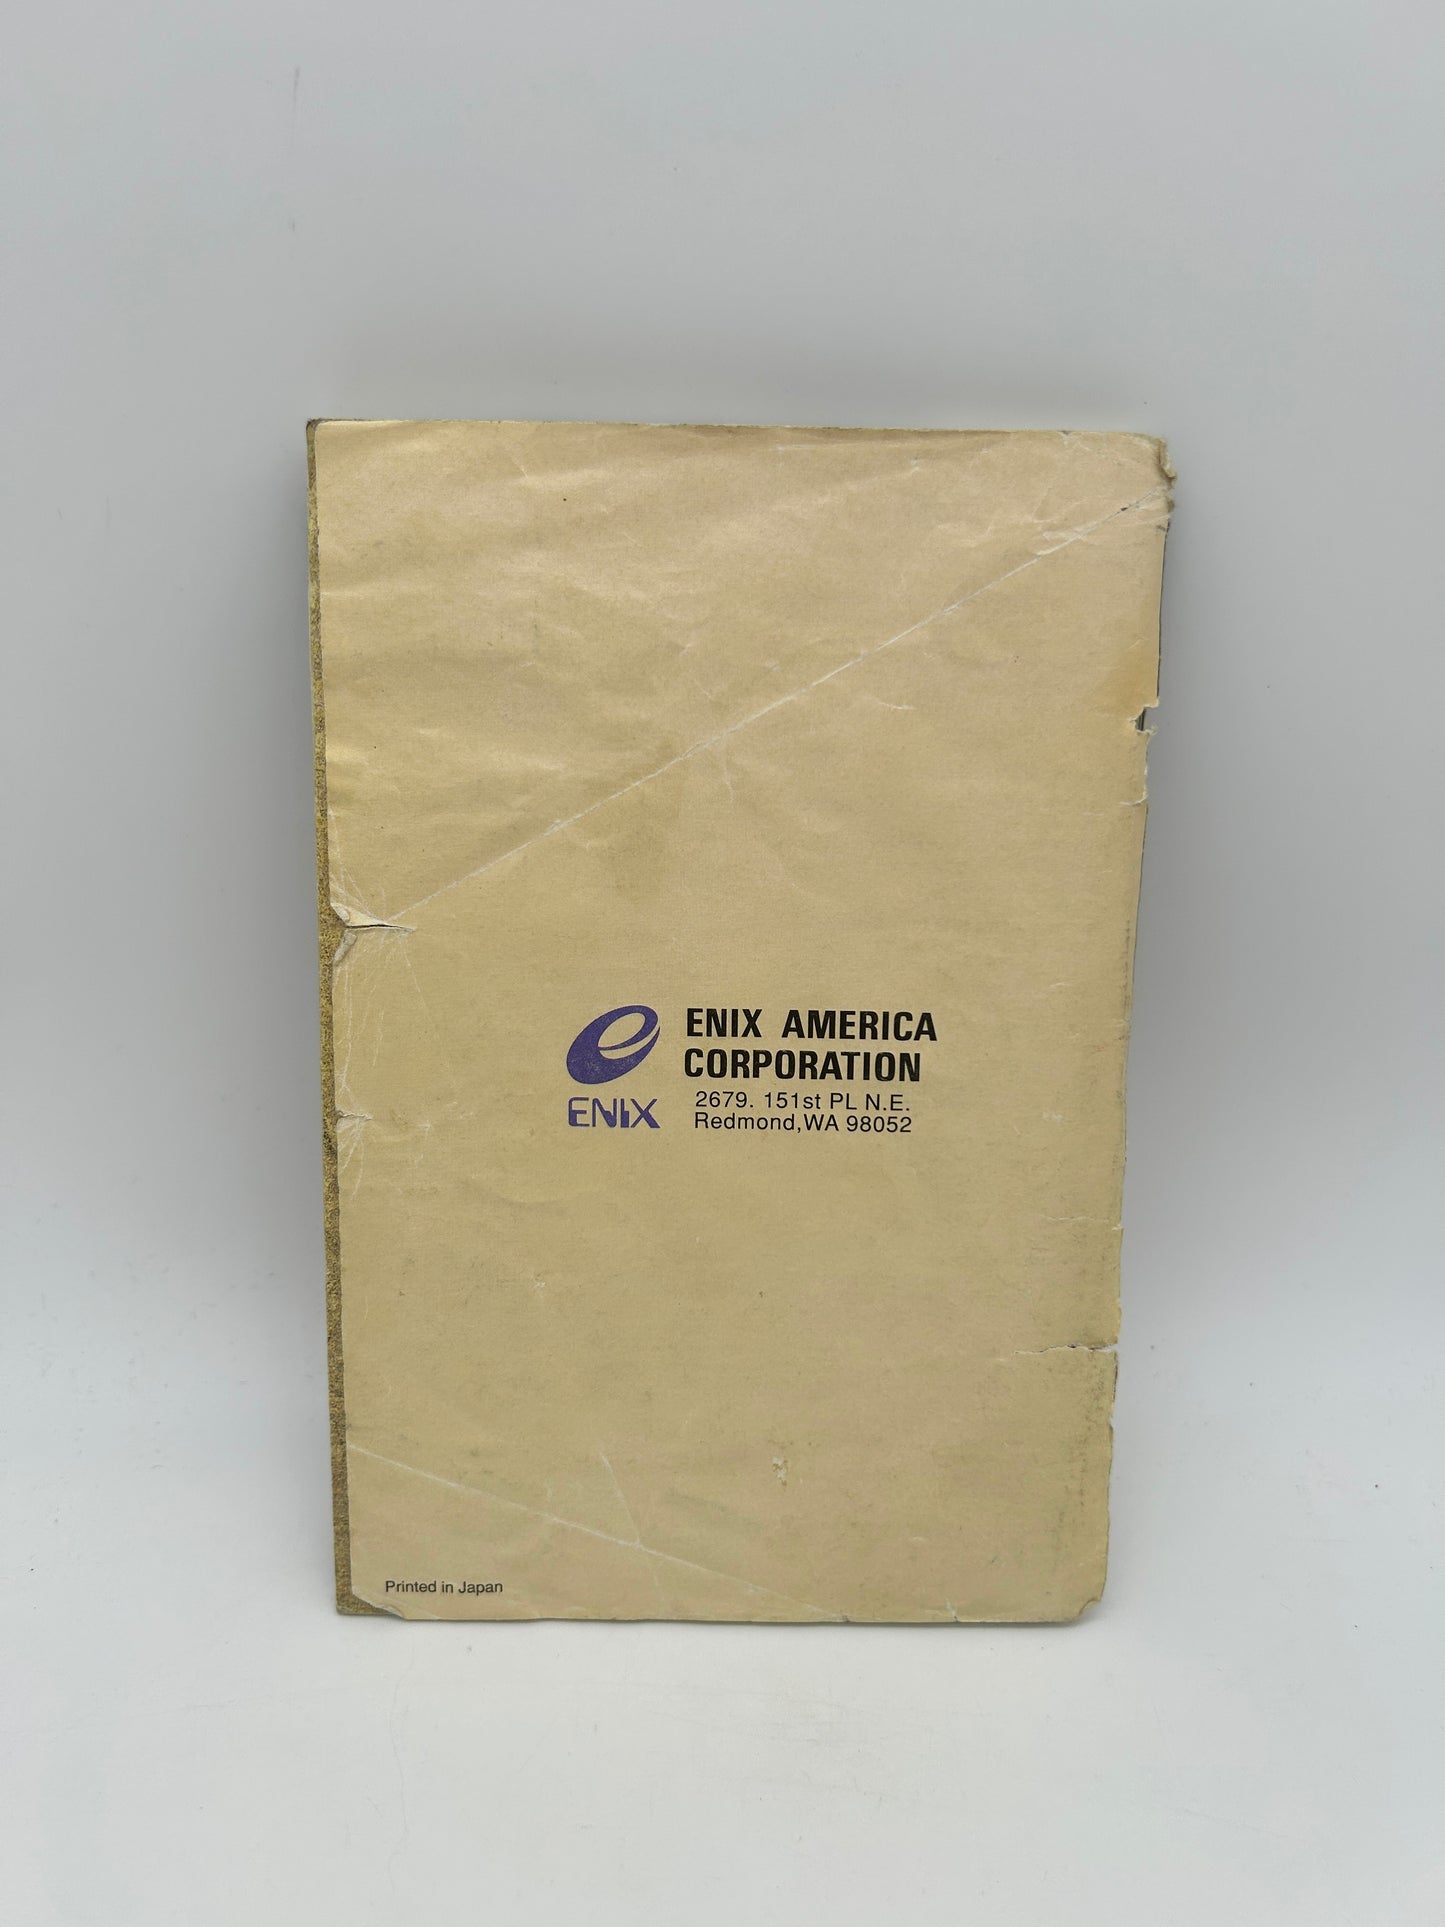 ENIX AMERICA
CORPORATION
2679. 151st PL N.E.
Redmond,WA 98052
ENIX
Printed in Japan